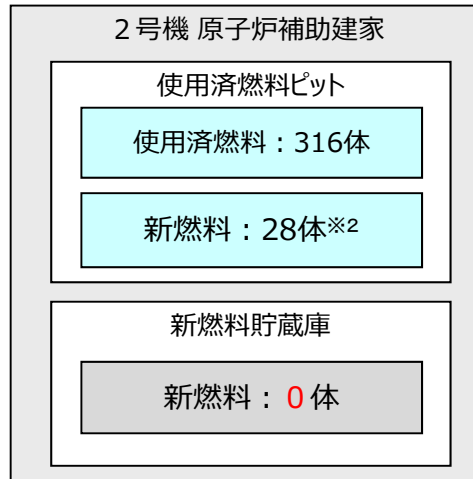 ２号機 原子炉補助建家
使用済燃料ピット
使用済燃料：316体
新燃料：28体※2
新燃料貯蔵庫
新燃料：０体